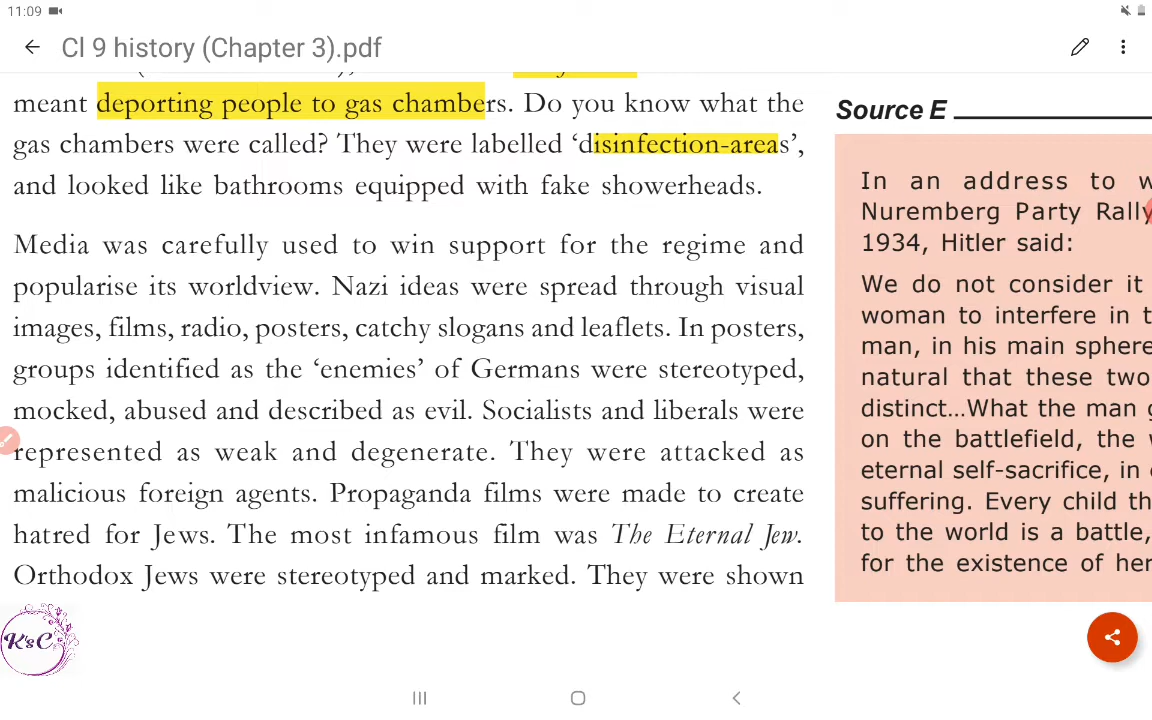 11:09
Cl 9 history (Chapter 3).pdf
meant deporting people to gas chambers. Do you know what the
gas chambers were called? They were labelled ‘disinfection-areas’,
and looked like bathrooms equipped with fake showerheads.
Media was carefully used to win support for the regime and
popularise its worldview. Nazi ideas were spread through visual
images, films, radio, posters, catchy slogans and leaflets. In posters,
groups identified as the ‘enemies’ of Germans were stereotyped,
mocked, abused and described as evil. Socialists and liberals were
represented as weak and degenerate. They were attacked as
malicious foreign agents. Propaganda films were made to create
hatred for Jews. The most infamous film was The Eternal Jew.
Orthodox Jews were stereotyped and marked. They were shown
Source E
In an address to w
Nuremberg Party Rally
1934, Hitler said:
We do not consider it
woman to interfere in t
man, in his main sphere
natural that these two
distinct...What the man g
on the battlefield, the w
eternal self-sacrifice, in
suffering. Every child th
to the world is a battle,
for the existence of her
K's C